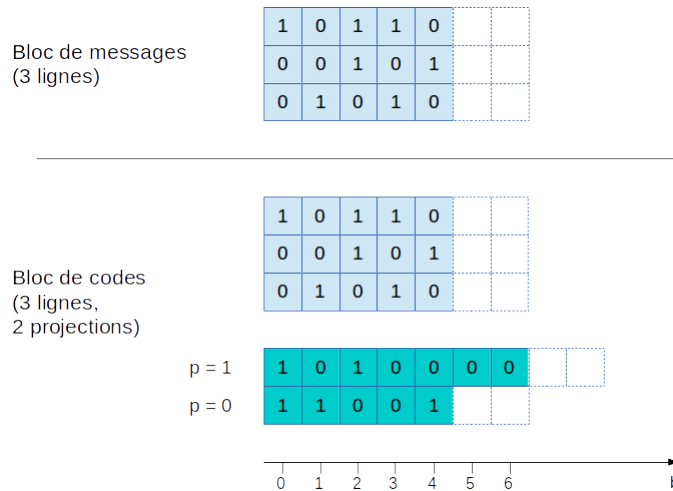 1 0 1 1 0
Bloc de messages
(3 lignes)
0 0 1 0 1
0 1 0 1 0
1 0 1 1 0
0 0 1 0 1
Bloc de codes
(3 lignes,
2 projections)
0 1 0 1 0
p = 1 1 0 1 0 0 0 0
p = 0 1 1 0 0 1
0 1 2 3 4 5 6